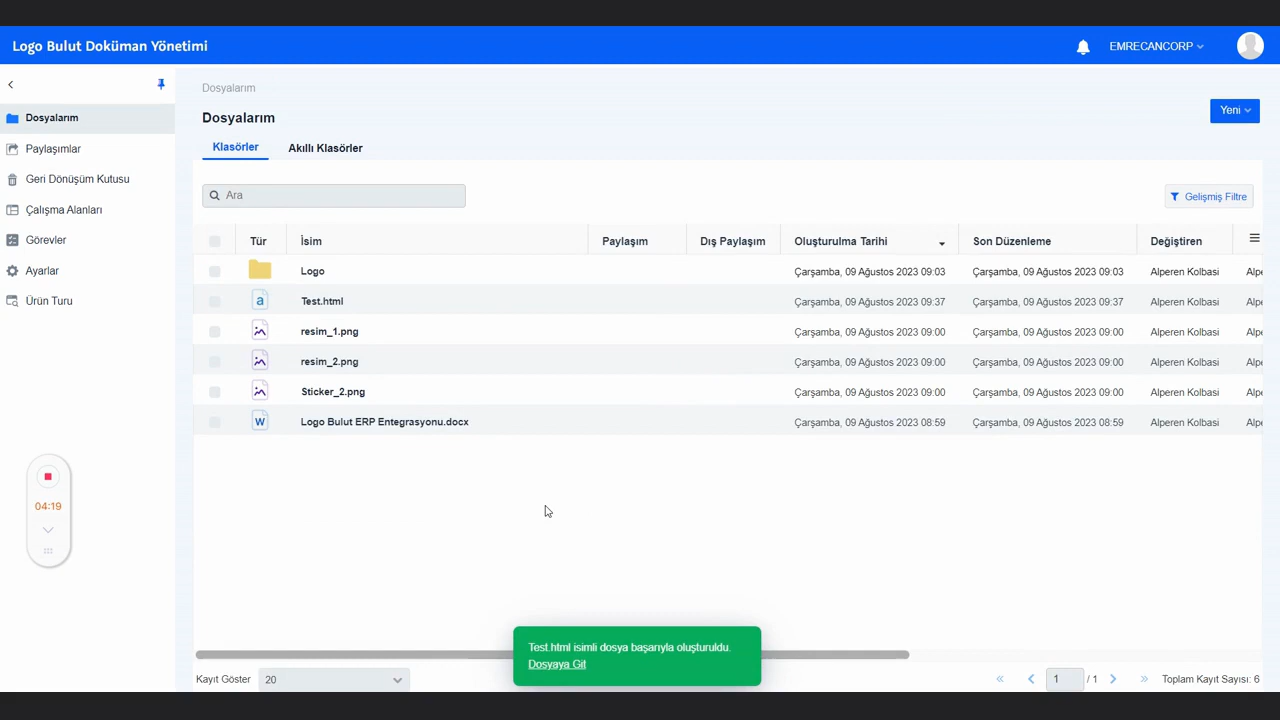 Logo Bulut Doküman Yönetimi
EMRECANCORP
Dosyalarım
Paylaşımlar
Geri Dönüşüm Kutusu
Çalışma Alanları
Görevler
Ayarlar
Ürün Turu
04:19
Dosyalarım
Dosyalarım
Yeni
Klasörler Akıllı Klasörler
Ara
Gelişmiş Filtre
Tür İsim Paylaşım Dış Paylaşım Oluşturulma Tarihi Son Düzenleme Değiştiren
Logo Çarşamba, 09 Ağustos 2023 09:03 Çarşamba, 09 Ağustos 2023 09:03 Alperen Kolbasi Alpe
a Test.html Çarşamba, 09 Ağustos 2023 09:37 Çarşamba, 09 Ağustos 2023 09:37 Alperen Kolbasi Alpe
resim_1.png Çarşamba, 09 Ağustos 2023 09:00 Çarşamba, 09 Ağustos 2023 09:00 Alperen Kolbasi Alpe
resim_2.png Çarşamba, 09 Ağustos 2023 09:00 Çarşamba, 09 Ağustos 2023 09:00 Alperen Kolbasi Alpe
Sticker_2.png Çarşamba, 09 Ağustos 2023 09:00 Çarşamba, 09 Ağustos 2023 09:00 Alperen Kolbasi Alpe
W Logo Bulut ERP Entegrasyonu.docx Çarşamba, 09 Ağustos 2023 08:59 Çarşamba, 09 Ağustos 2023 08:59 Alperen Kolbasi Alpe
Test.html isimli dosya başarıyla oluşturuldu.
Dosyaya Git
Kayıt Göster 20 « < 1 / 1 > » Toplam Kayıt Sayısı: 6